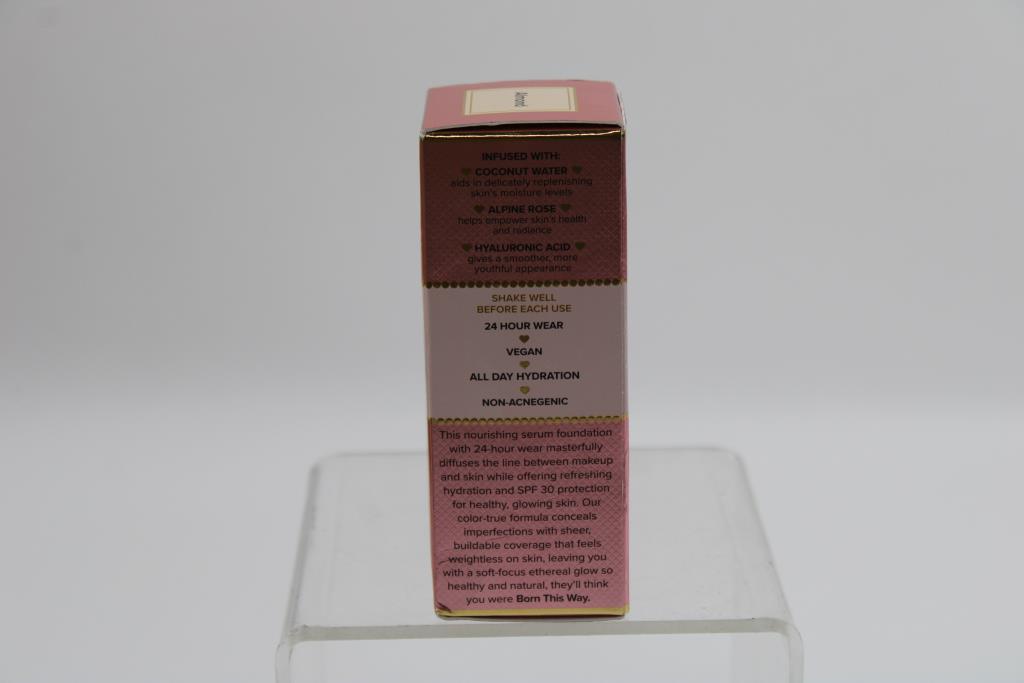 Almond
INFUSED WITH:
COCONUT WATER
aids in delicately replenishing
skin's moisture levels
ALPINE ROSE
helps empower skin's health
and radiance
HYALURONIC ACID
gives a smoother, more
youthful appearance
SHAKE WELL
BEFORE EACH USE
24 HOUR WEAR
VEGAN
ALL DAY HYDRATION
NON-ACNEGENIC
This nourishing serum foundation
with 24-hour wear masterfully
diffuses the line between makeup
and skin while offering refreshing
hydration and SPF 30 protection
for healthy, glowing skin. Our
color-true formula conceals
imperfections with sheer,
buildable coverage that feels
weightless on skin, leaving you
with a soft-focus ethereal glow so
healthy and natural, they'll think
you were Born This Way.